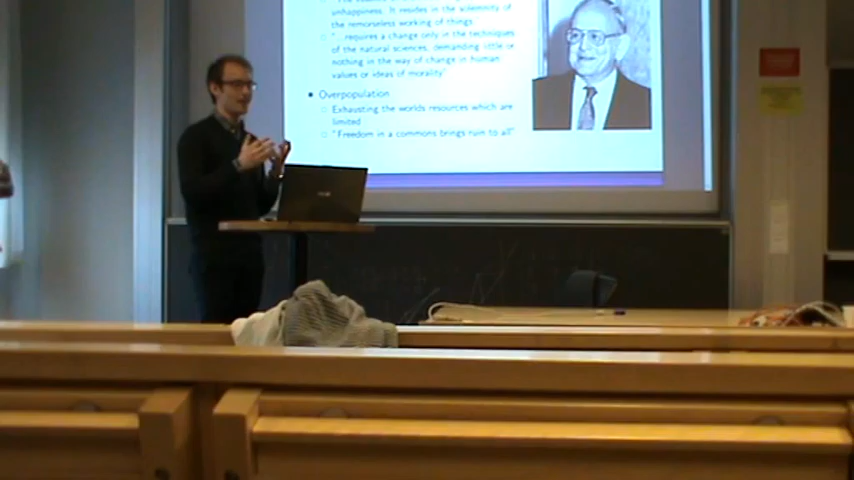 unhappiness. It resides in the solemnity of
the remorseless working of things.
○ "...requires a change only in the techniques
of the natural sciences, demanding little or
nothing in the way of change in human
values or ideas of morality"
• Overpopulation
○ Exhausting the worlds resources which are
limited
○ "Freedom in a commons brings ruin to all"